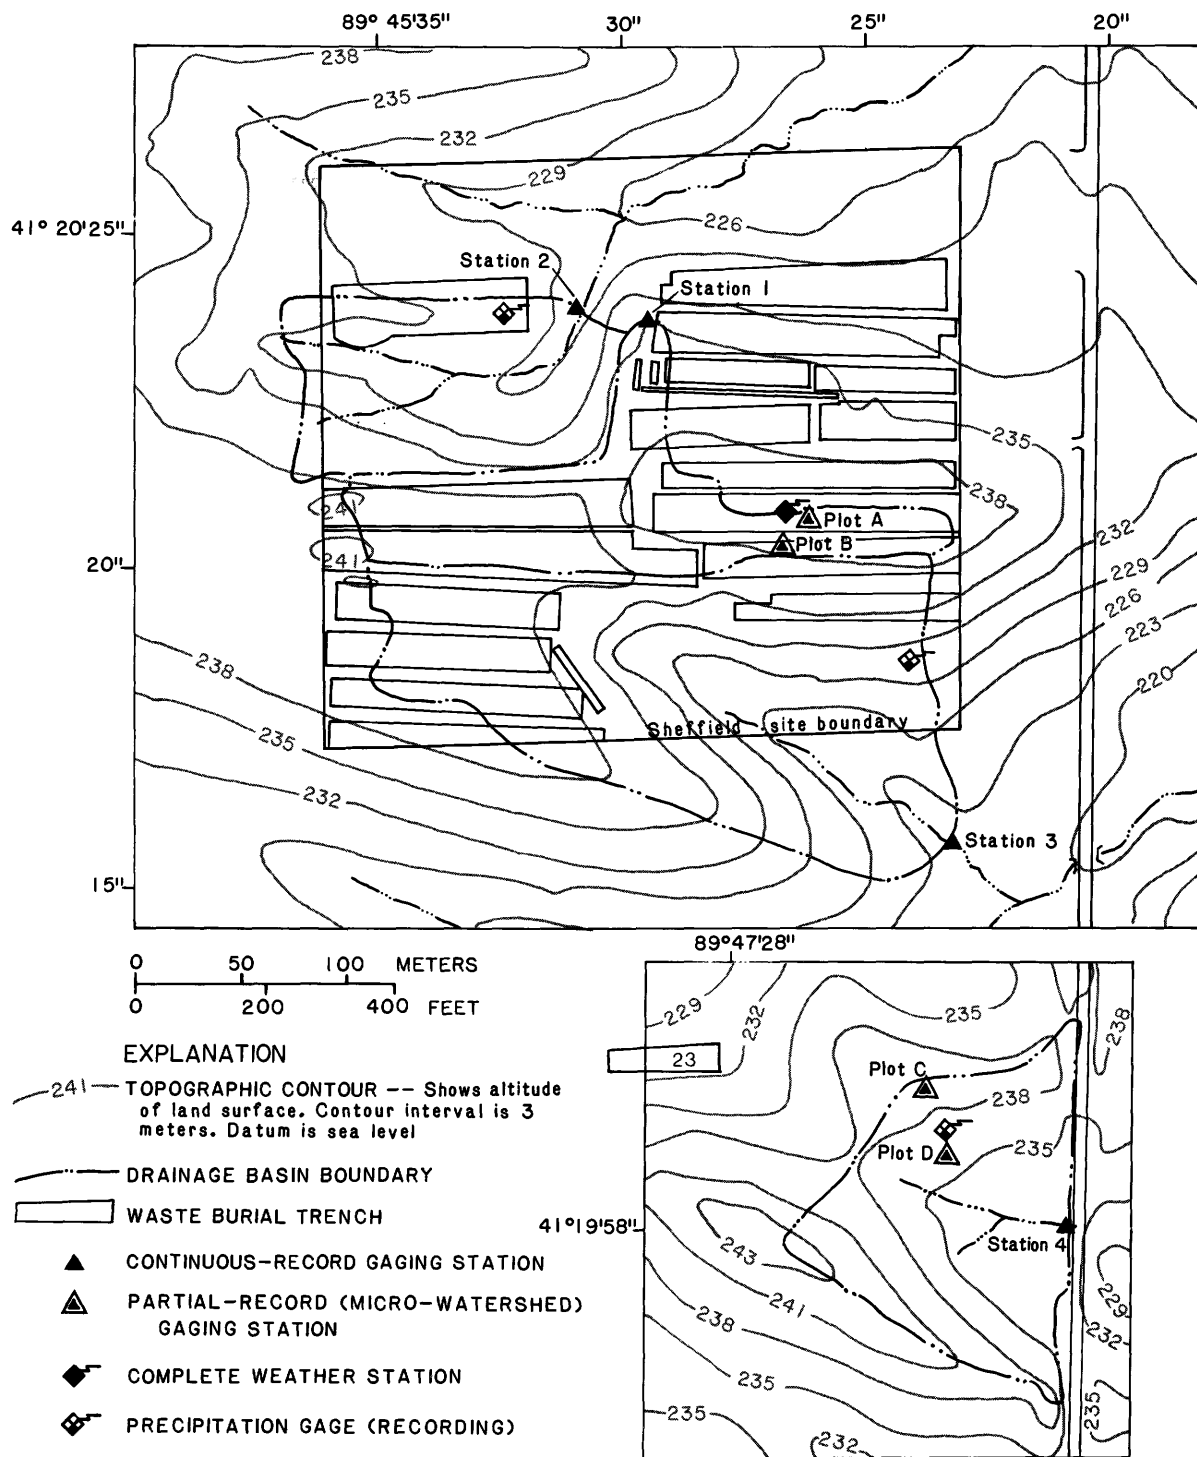 89° 45'35"
30"
25"
20"
238
235
232
229
41° 20'25"
226
Station 2
Station 1
235
238
241
Plot A
Plot B
241
20"
232
229
226
223
220
238
235
232
Sheffield site boundary
Station 3
15"
89°47'28"
0 50 100 METERS
0 200 400 FEET
229
232
235
238
23
Plot C
238
235
Plot D
41°19'58"
Station 4
243
241
238
235
235
232
229
232
235
EXPLANATION
241 TOPOGRAPHIC CONTOUR -- Shows altitude
of land surface. Contour interval is 3
meters. Datum is sea level
DRAINAGE BASIN BOUNDARY
WASTE BURIAL TRENCH
CONTINUOUS-RECORD GAGING STATION
PARTIAL-RECORD (MICRO-WATERSHED)
GAGING STATION
COMPLETE WEATHER STATION
PRECIPITATION GAGE (RECORDING)